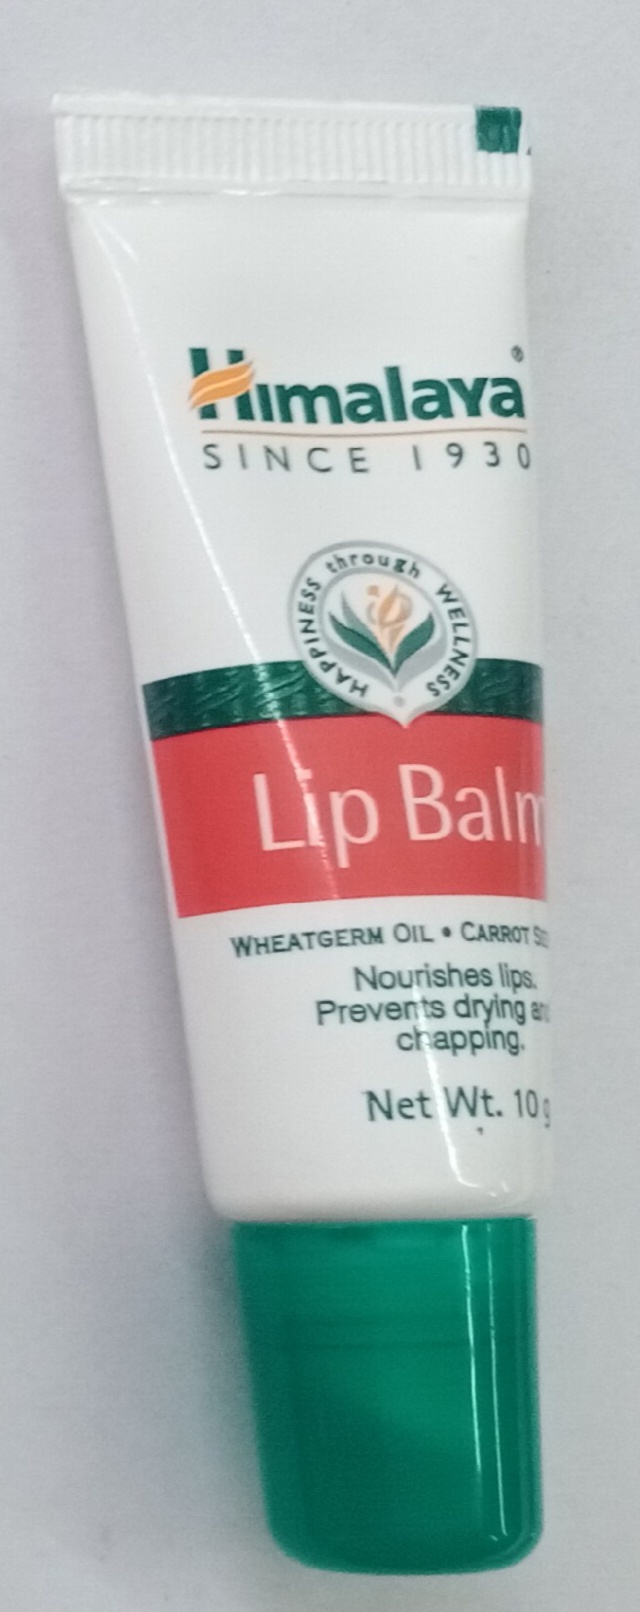 Himalaya®
SINCE 1930
HAPPINESS through WELLNESS
Lip Balm
WHEATGERM OIL • CARROT
Nourishes lips.
Prevents drying
chapping.
Net Wt. 10 g